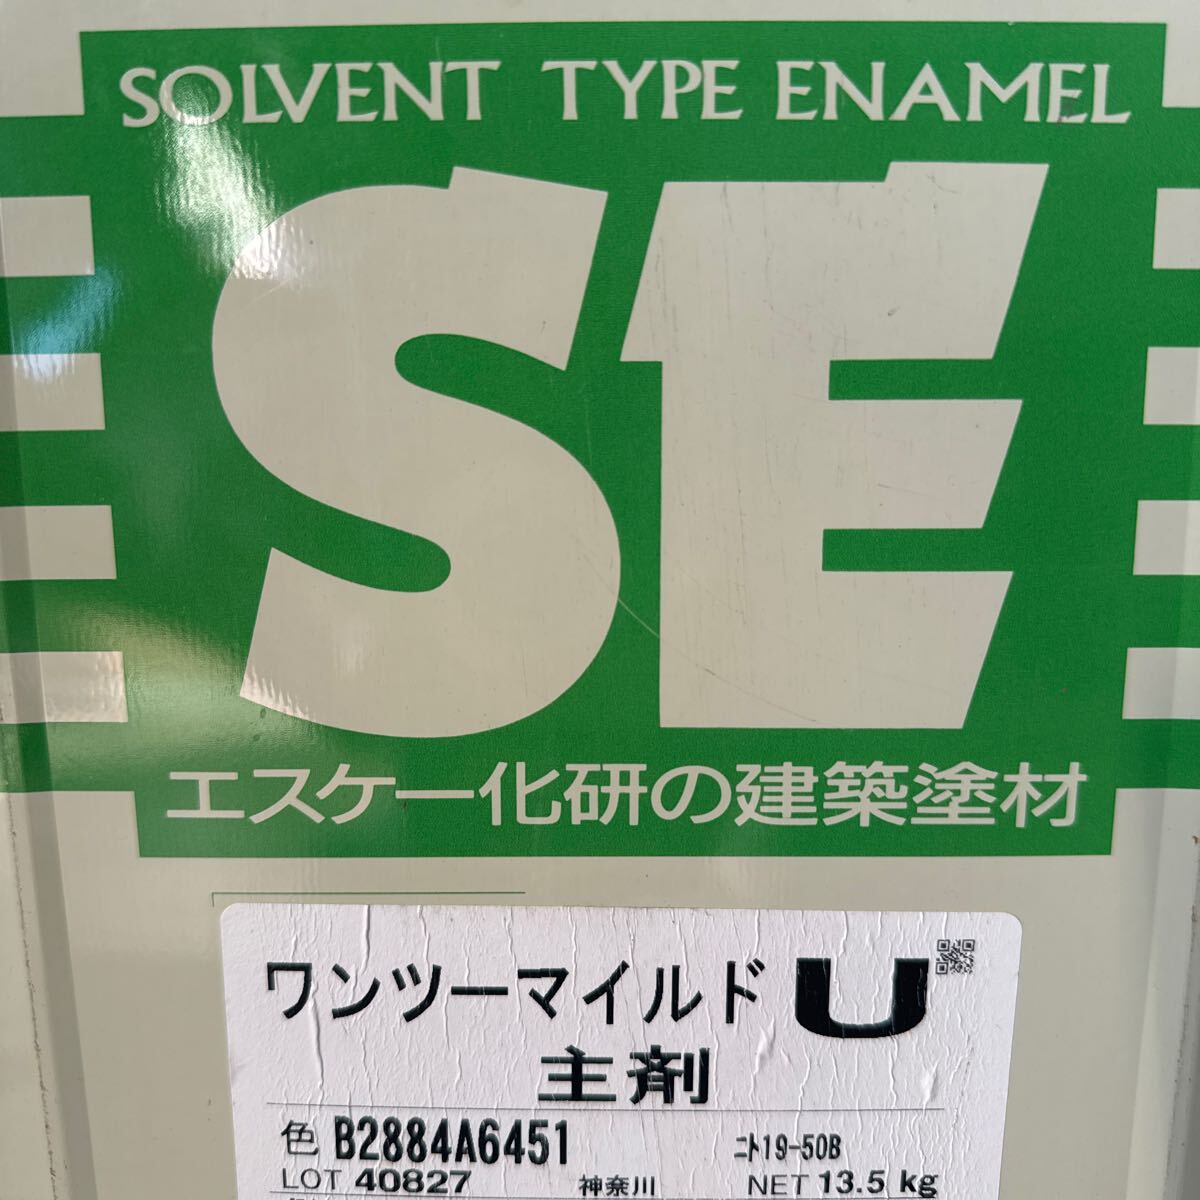 SOLVENT TYPE ENAMEL
SE
エスケー化研の建築塗材
ワンツーマイルドU
主剤
色 B2884A6451 ニト19-50B
LOT 40827 神奈川 NET 13.5 kg